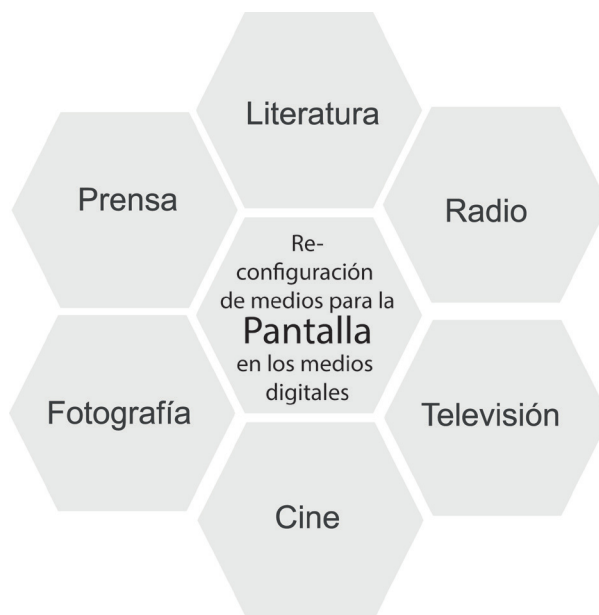 Literatura
Prensa
Radio
Re-
configuración
de medios para la
Pantalla
en los medios
digitales
Fotografía
Televisión
Cine